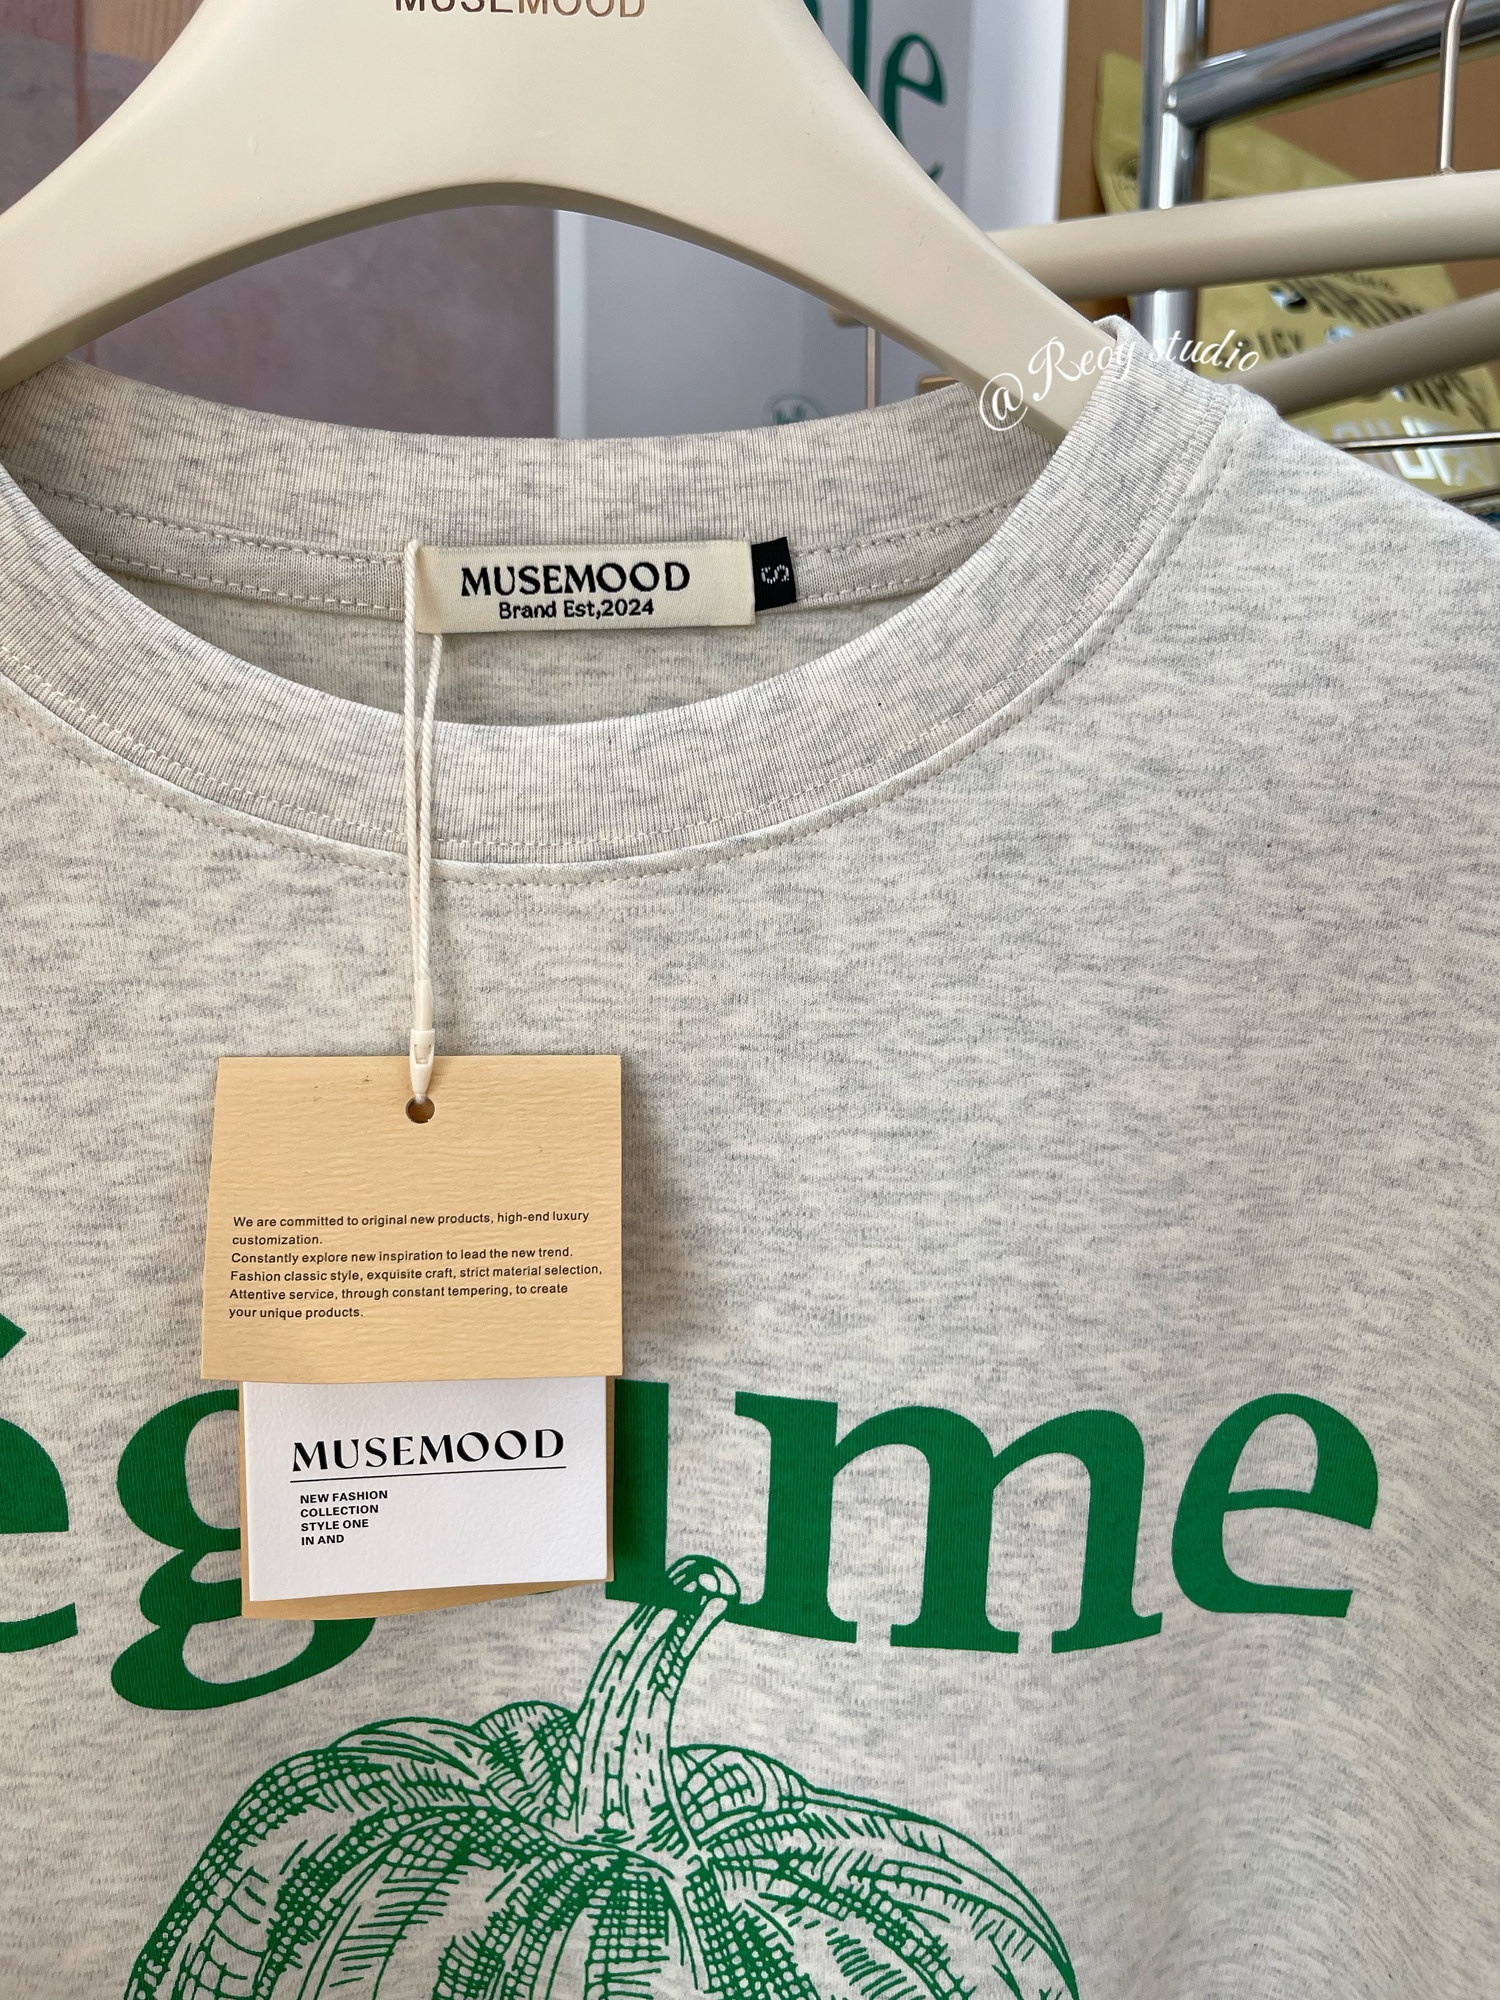 MUSEMOOD
le
@Reoy studio
MUSEMOOD
Brand Est,2024
S
We are committed to original new products, high-end luxury
customization.
Constantly explore new inspiration to lead the new trend.
Fashion classic style, exquisite craft, strict material selection,
Attentive service, through constant tempering, to create
your unique products.
égume
MUSEMOOD
NEW FASHION
COLLECTION
STYLE ONE
IN AND